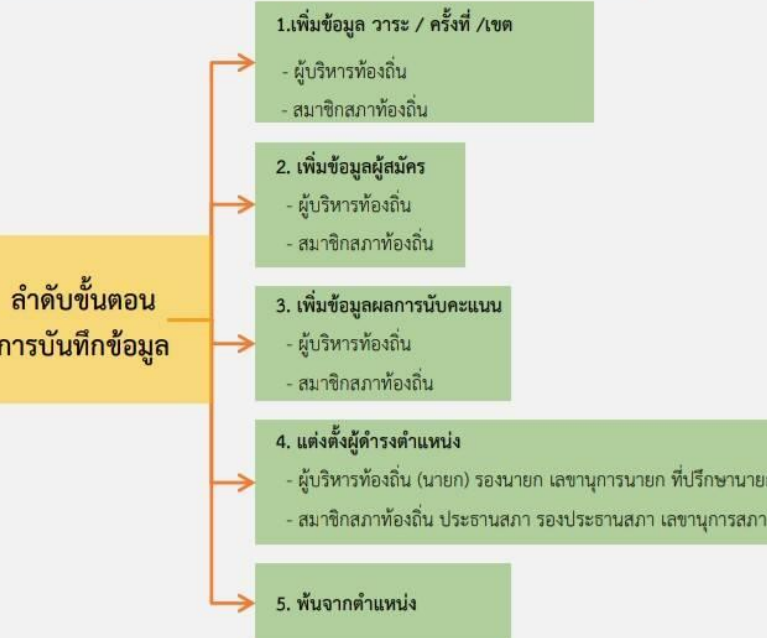 1.เพิ่มข้อมูล วาระ / ครั้งที่ /เขต
- ผู้บริหารท้องถิ่น
- สมาชิกสภาท้องถิ่น
2. เพิ่มข้อมูลผู้สมัคร
- ผู้บริหารท้องถิ่น
- สมาชิกสภาท้องถิ่น
ลำดับขั้นตอน
การบันทึกข้อมูล
3. เพิ่มข้อมูลผลการนับคะแนน
- ผู้บริหารท้องถิ่น
- สมาชิกสภาท้องถิ่น
4. แต่งตั้งผู้ดำรงตำแหน่ง
- ผู้บริหารท้องถิ่น (นายก) รองนายก เลขานุการนายก ที่ปรึกษานายก
- สมาชิกสภาท้องถิ่น ประธานสภา รองประธานสภา เลขานุการสภา
5. พ้นจากตำแหน่ง